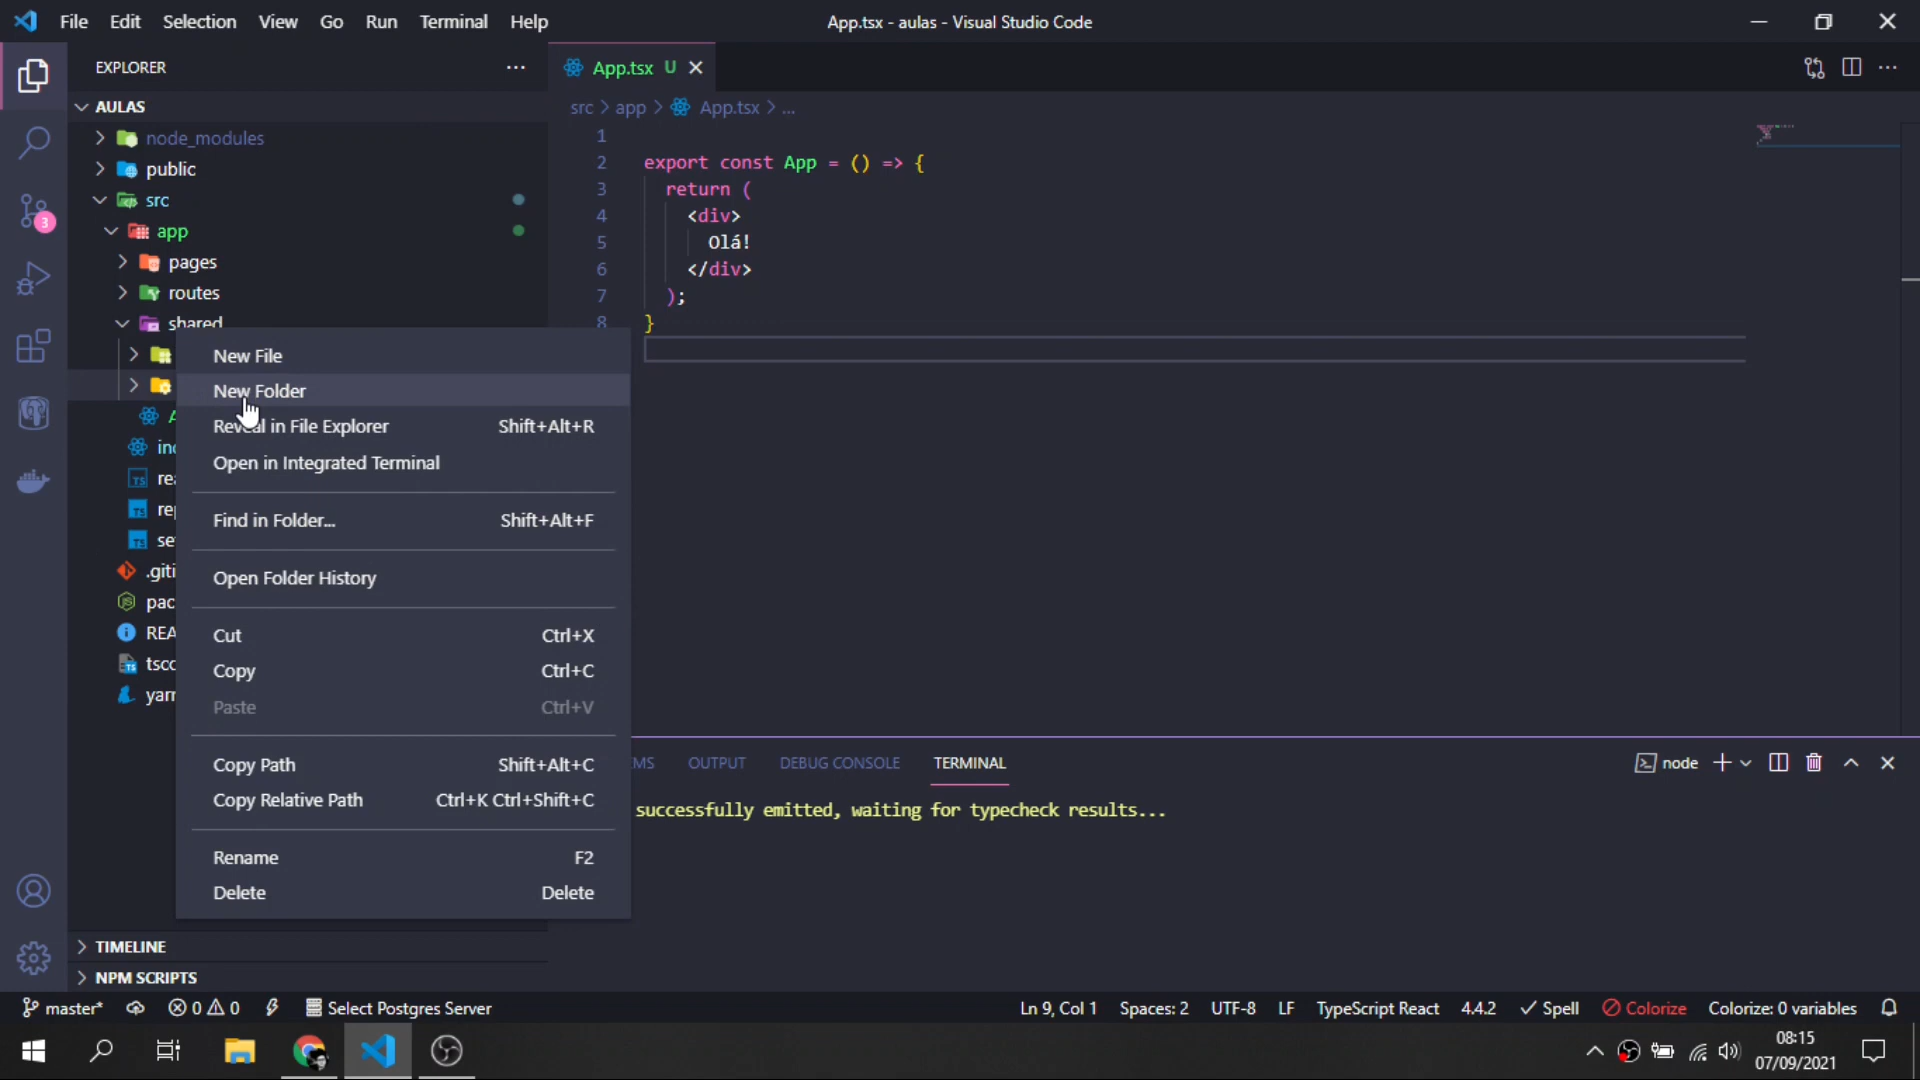 File Edit Selection View Go Run Terminal Help
App.tsx - aulas - Visual Studio Code
EXPLORER
AULAS
node_modules
public
src
app
pages
routes
shared
New File
New Folder
Reveal in File Explorer Shift+Alt+R
Open in Integrated Terminal
Find in Folder... Shift+Alt+F
Open Folder History
Cut Ctrl+X
Copy Ctrl+C
Paste Ctrl+V
Copy Path Shift+Alt+C
Copy Relative Path Ctrl+K Ctrl+Shift+C
Rename F2
Delete Delete
.giti
pac
REA
TIMELINE
NPM SCRIPTS
3
App.tsx U
src > app > App.tsx > ...
1
2 export const App = () => {
3 return (
4 <div>
5 Olá!
6 </div>
7 );
8 }
OUTPUT DEBUG CONSOLE TERMINAL
node
successfully emitted, waiting for typecheck results...
master* 0 0 Select Postgres Server
Ln 9, Col 1 Spaces: 2 UTF-8 LF TypeScript React 4.4.2 Spell Colorize Colorize: 0 variables
08:15
07/09/2021